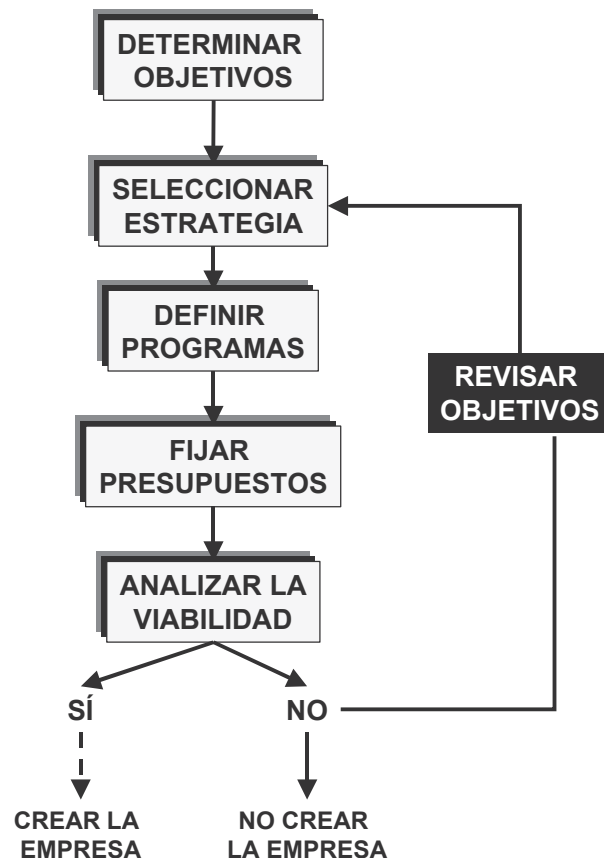 DETERMINAR
OBJETIVOS
SELECCIONAR
ESTRATEGIA
DEFINIR
PROGRAMAS
REVISAR
OBJETIVOS
FIJAR
PRESUPUESTOS
ANALIZAR LA
VIABILIDAD
SÍ
NO
CREAR LA
EMPRESA
NO CREAR
LA EMPRESA